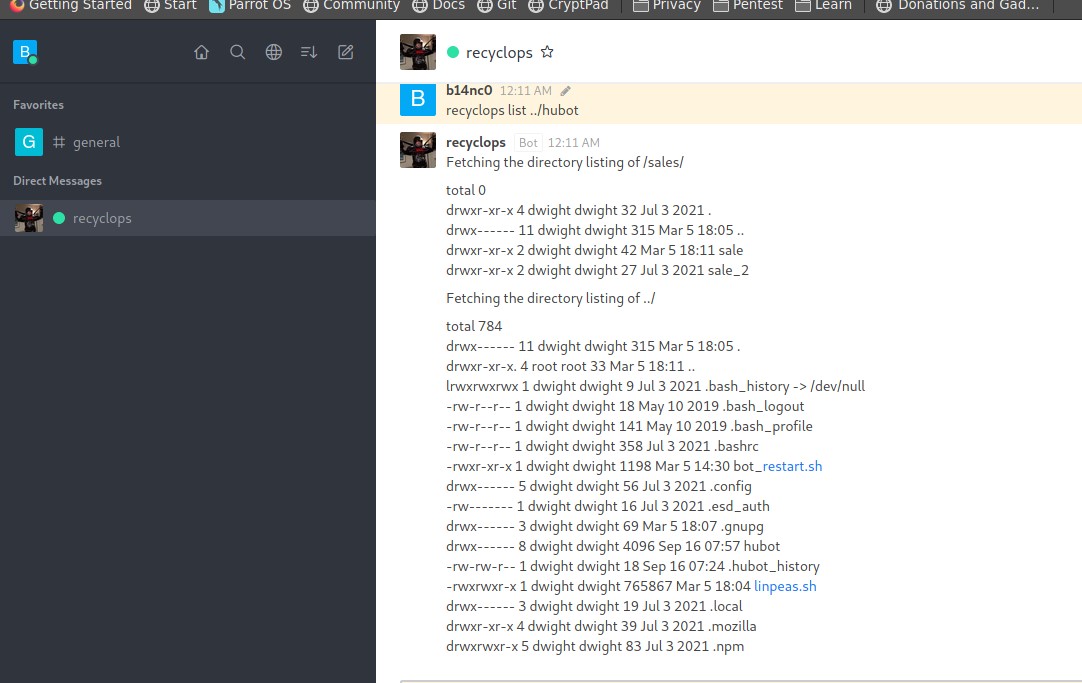 Getting Started Start Parrot OS Community Docs Git CryptPad Privacy Pentest Learn Donations and Gad...
B
recyclops
Favorites
G # general
Direct Messages
recyclops
B b14nc0 12:11 AM
recyclops list ../hubot
recyclops Bot 12:11 AM
Fetching the directory listing of /sales/
total 0
drwxr-xr-x 4 dwight dwight 32 Jul 3 2021 .
drwx------ 11 dwight dwight 315 Mar 5 18:05 ..
drwxr-xr-x 2 dwight dwight 42 Mar 5 18:11 sale
drwxr-xr-x 2 dwight dwight 27 Jul 3 2021 sale_2
Fetching the directory listing of ../
total 784
drwx------ 11 dwight dwight 315 Mar 5 18:05 .
drwxr-xr-x. 4 root root 33 Mar 5 18:11 ..
lrwxrwxrwx 1 dwight dwight 9 Jul 3 2021 .bash_history -> /dev/null
-rw-r--r-- 1 dwight dwight 18 May 10 2019 .bash_logout
-rw-r--r-- 1 dwight dwight 141 May 10 2019 .bash_profile
-rw-r--r-- 1 dwight dwight 358 Jul 3 2021 .bashrc
-rwxr-xr-x 1 dwight dwight 1198 Mar 5 14:30 bot_restart.sh
drwx------ 5 dwight dwight 56 Jul 3 2021 .config
-rw------- 1 dwight dwight 16 Jul 3 2021 .esd_auth
drwx------ 3 dwight dwight 69 Mar 5 18:07 .gnupg
drwx------ 8 dwight dwight 4096 Sep 16 07:57 hubot
-rw-rw-r-- 1 dwight dwight 18 Sep 16 07:24 .hubot_history
-rwxrwxr-x 1 dwight dwight 765867 Mar 5 18:04 linpeas.sh
drwx------ 3 dwight dwight 19 Jul 3 2021 .local
drwxr-xr-x 4 dwight dwight 39 Jul 3 2021 .mozilla
drwxrwxr-x 5 dwight dwight 83 Jul 3 2021 .npm